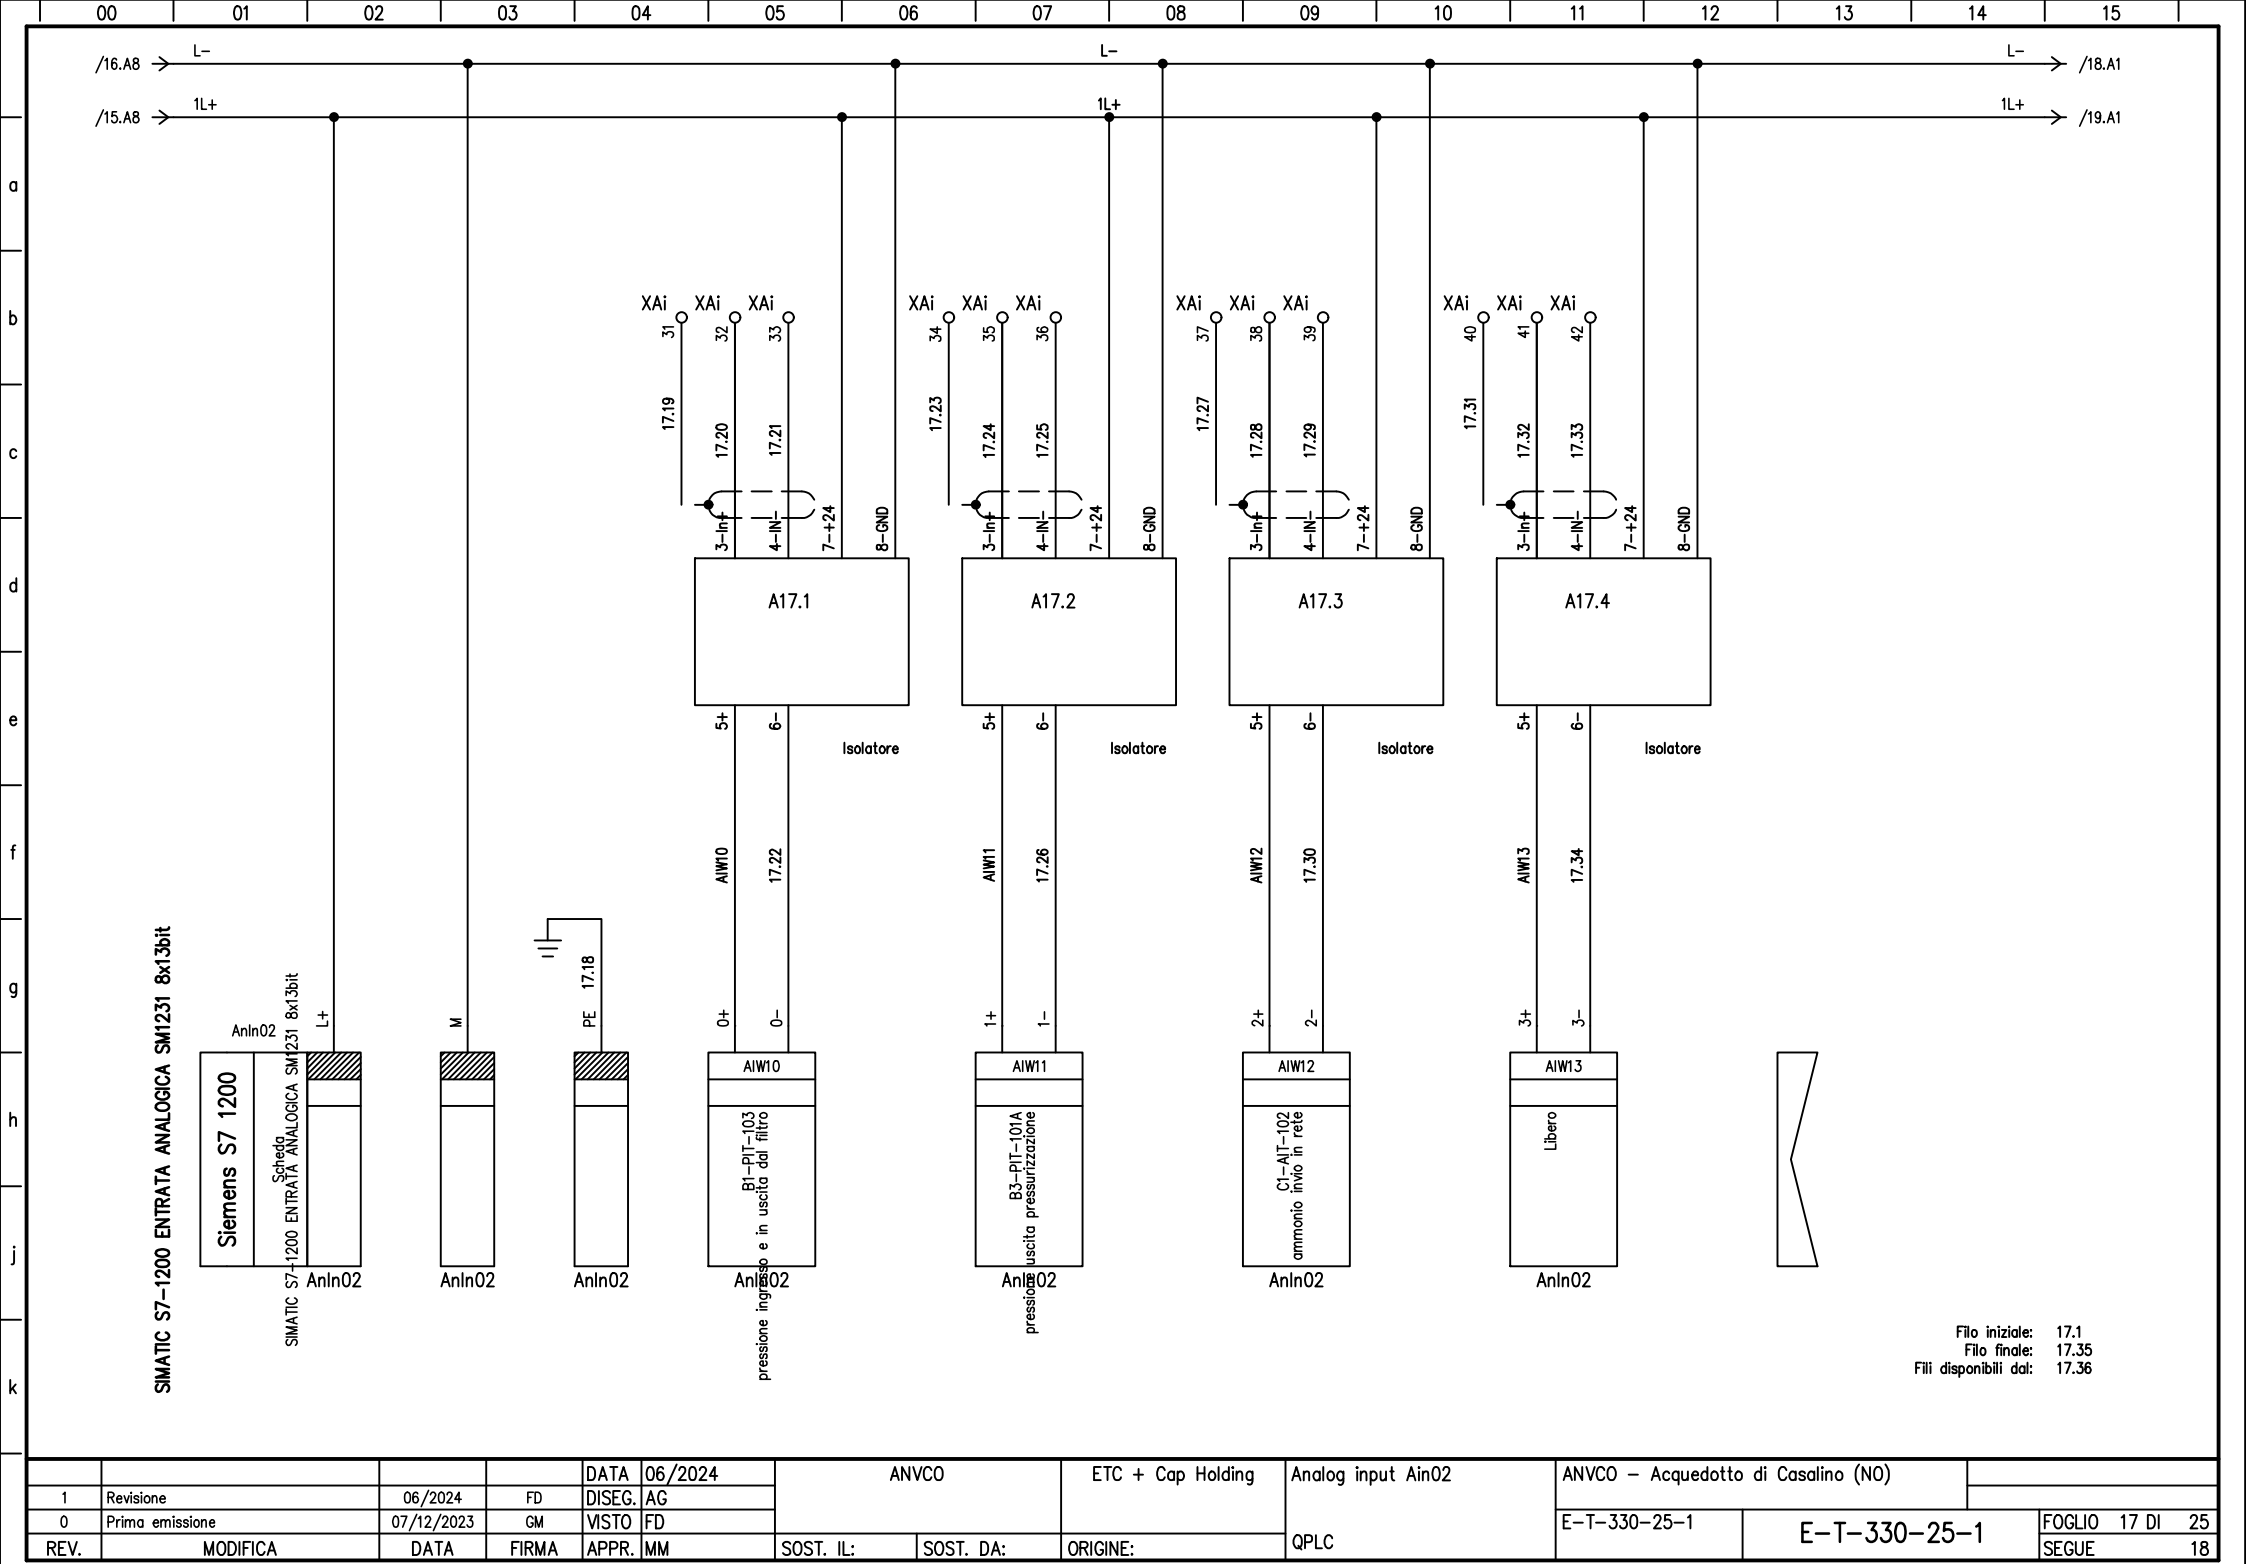 00 01 02 03 04 05 06 07 08 09 10 11 12 13 14 15
L- L- L-
/16.A8 /18.A1
1L+ 1L+ 1L+
/15.A8 /19.A1
a
b
c
d
e
f
g
h
j
k
XAi XAi XAi XAi XAi XAi XAi XAi XAi XAi XAi XAi
31 32 33 34 35 36 37 38 39 40 41 42
17.19 17.20 17.21 17.23 17.24 17.25 17.27 17.28 17.29 17.31 17.32 17.33
3-In+ 4-IN- 7-+24 8-GND 3-In+ 4-IN- 7-+24 8-GND 3-In+ 4-IN- 7-+24 8-GND 3-In+ 4-IN- 7-+24 8-GND
A17.1 A17.2 A17.3 A17.4
5+ 6- 5+ 6- 5+ 6- 5+ 6-
Isolatore Isolatore Isolatore Isolatore
AIW10 17.22 AIW11 17.26 AIW12 17.30 AIW13 17.34
SIMATIC S7-1200 ENTRATA ANALOGICA SM1231 8x13bit
AnIn02
Siemens S7 1200
Scheda
SIMATIC S7-1200 ENTRATA ANALOGICA SM1231 8x13bit
L+ M PE 17.18 0+ 0- 1+ 1- 2+ 2- 3+ 3-
AIW10 AIW11 AIW12 AIW13
B1-PIT-103
pressione ingresso e in uscita dal filtro
B3-PIT-101A
pressione uscita pressurizzazione
C1-AIT-102
ammonio invio in rete
Libero
AnIn02 AnIn02 AnIn02 AnIn02 AnIn02 AnIn02 AnIn02
Filo iniziale: 17.1
Filo finale: 17.35
Fili disponibili dal: 17.36
DATA 06/2024 ANVCO ETC + Cap Holding Analog input Ain02 ANVCO - Acquedotto di Casalino (NO)
1 Revisione 06/2024 FD DISEG. AG
0 Prima emissione 07/12/2023 GM VISTO FD E-T-330-25-1 E-T-330-25-1 FOGLIO 17 DI 25
REV. MODIFICA DATA FIRMA APPR. MM SOST. IL: SOST. DA: ORIGINE: QPLC SEGUE 18